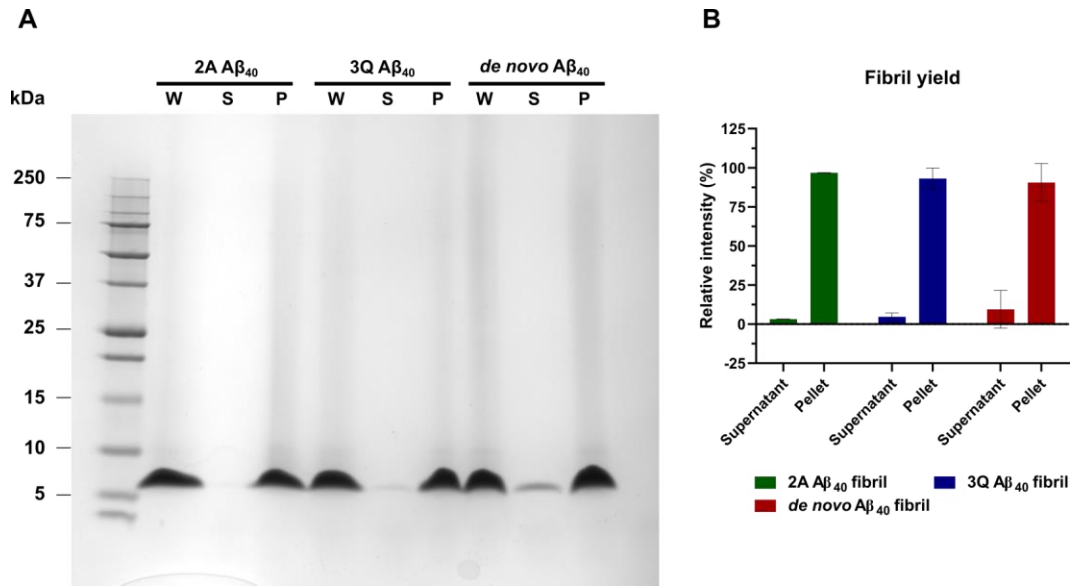 A
2A Aβ₄₀ 3Q Aβ₄₀ de novo Aβ₄₀
kDa W S P W S P W S P
250
75
37
25
15
10
5
B
Fibril yield
Relative intensity (%)
125
100
75
50
25
0
-25
Supernatant
Pellet
Supernatant
Pellet
Supernatant
Pellet
2A Aβ₄₀ fibril 3Q Aβ₄₀ fibril
de novo Aβ₄₀ fibril